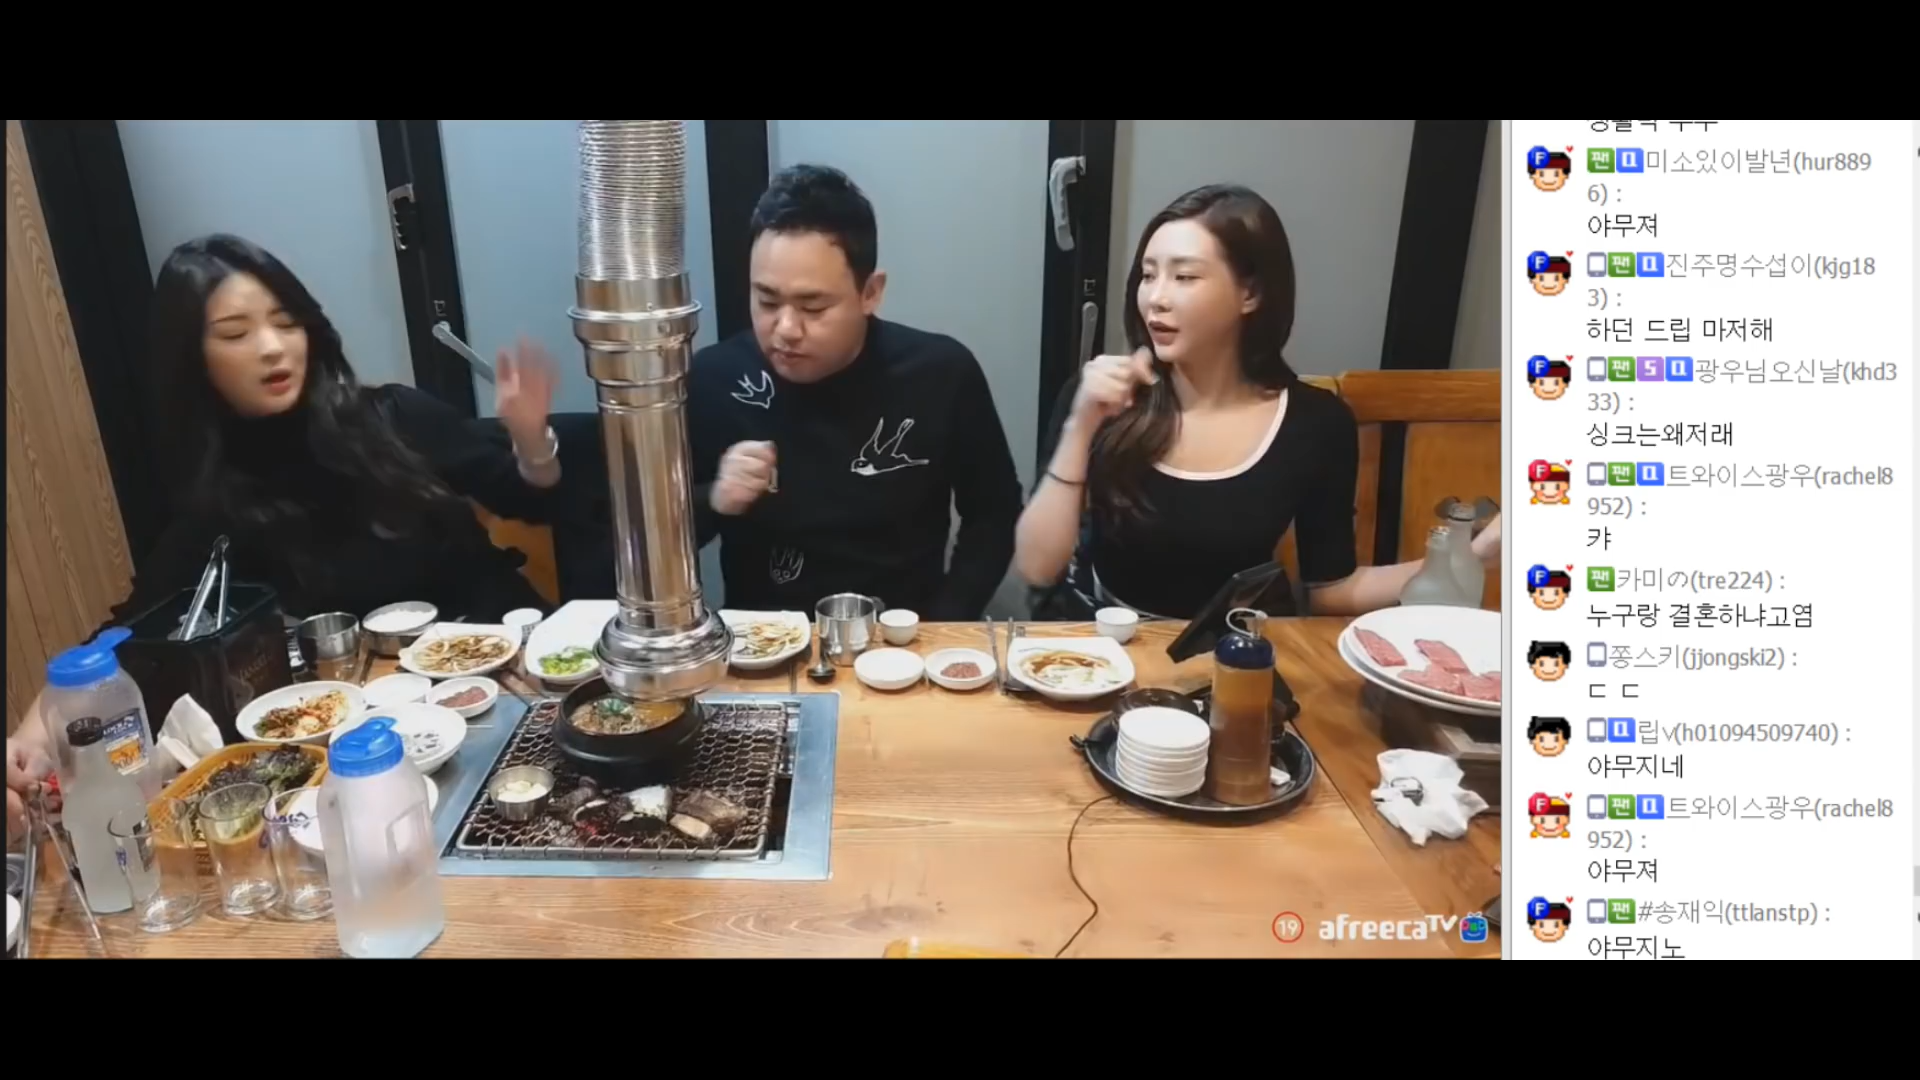 미소있이발년(hur889
6) :
야무져
진주명수섭이(kjg18
3) :
하던 드립 마저해
광우님오신날(khd3
33) :
싱크는왜저래
트와이스광우(rachel8
952) :
캬
카미の(tre224) :
누구랑 결혼하냐고염
쫑스키(jjongski2) :
ㄷ ㄷ
립v(h01094509740) :
야무지네
트와이스광우(rachel8
952) :
야무져
#송재익(ttlanstp) :
야무지노
19 afreecaTV